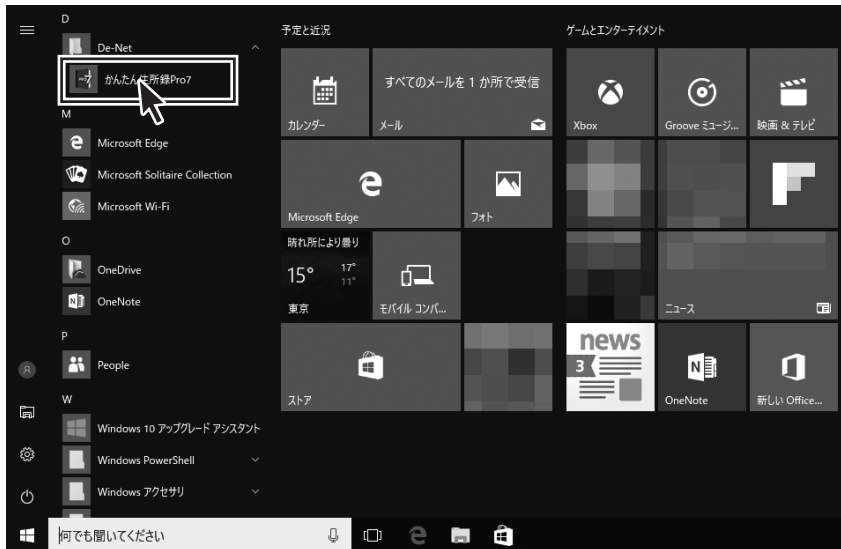 D
De-Net
かんたん住所録Pro7
M
Microsoft Edge
Microsoft Solitaire Collection
Microsoft Wi-Fi
O
OneDrive
OneNote
P
People
W
Windows 10 アップグレード アシスタント
Windows PowerShell
Windows アクセサリ
何でも聞いてください
予定と近況
カレンダー
すべてのメールを 1 か所で受信
メール
Microsoft Edge
フォト
晴れ所により曇り
15° 17°
11°
東京
モバイル コンパ...
ストア
ゲームとエンターテイメント
Xbox
Groove ミュージ...
映画 & テレビ
ニュース
news
3
OneNote
新しい Office...